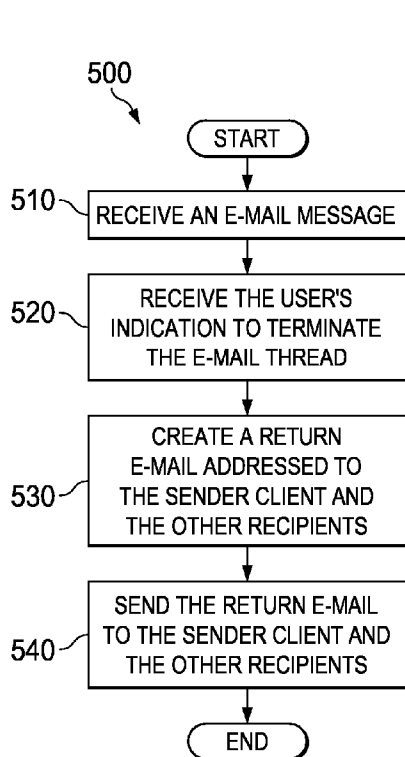 500
START
510
RECEIVE AN E-MAIL MESSAGE
520
RECEIVE THE USER'S
INDICATION TO TERMINATE
THE E-MAIL THREAD
530
CREATE A RETURN
E-MAIL ADDRESSED TO
THE SENDER CLIENT AND
THE OTHER RECIPIENTS
540
SEND THE RETURN E-MAIL
TO THE SENDER CLIENT AND
THE OTHER RECIPIENTS
END